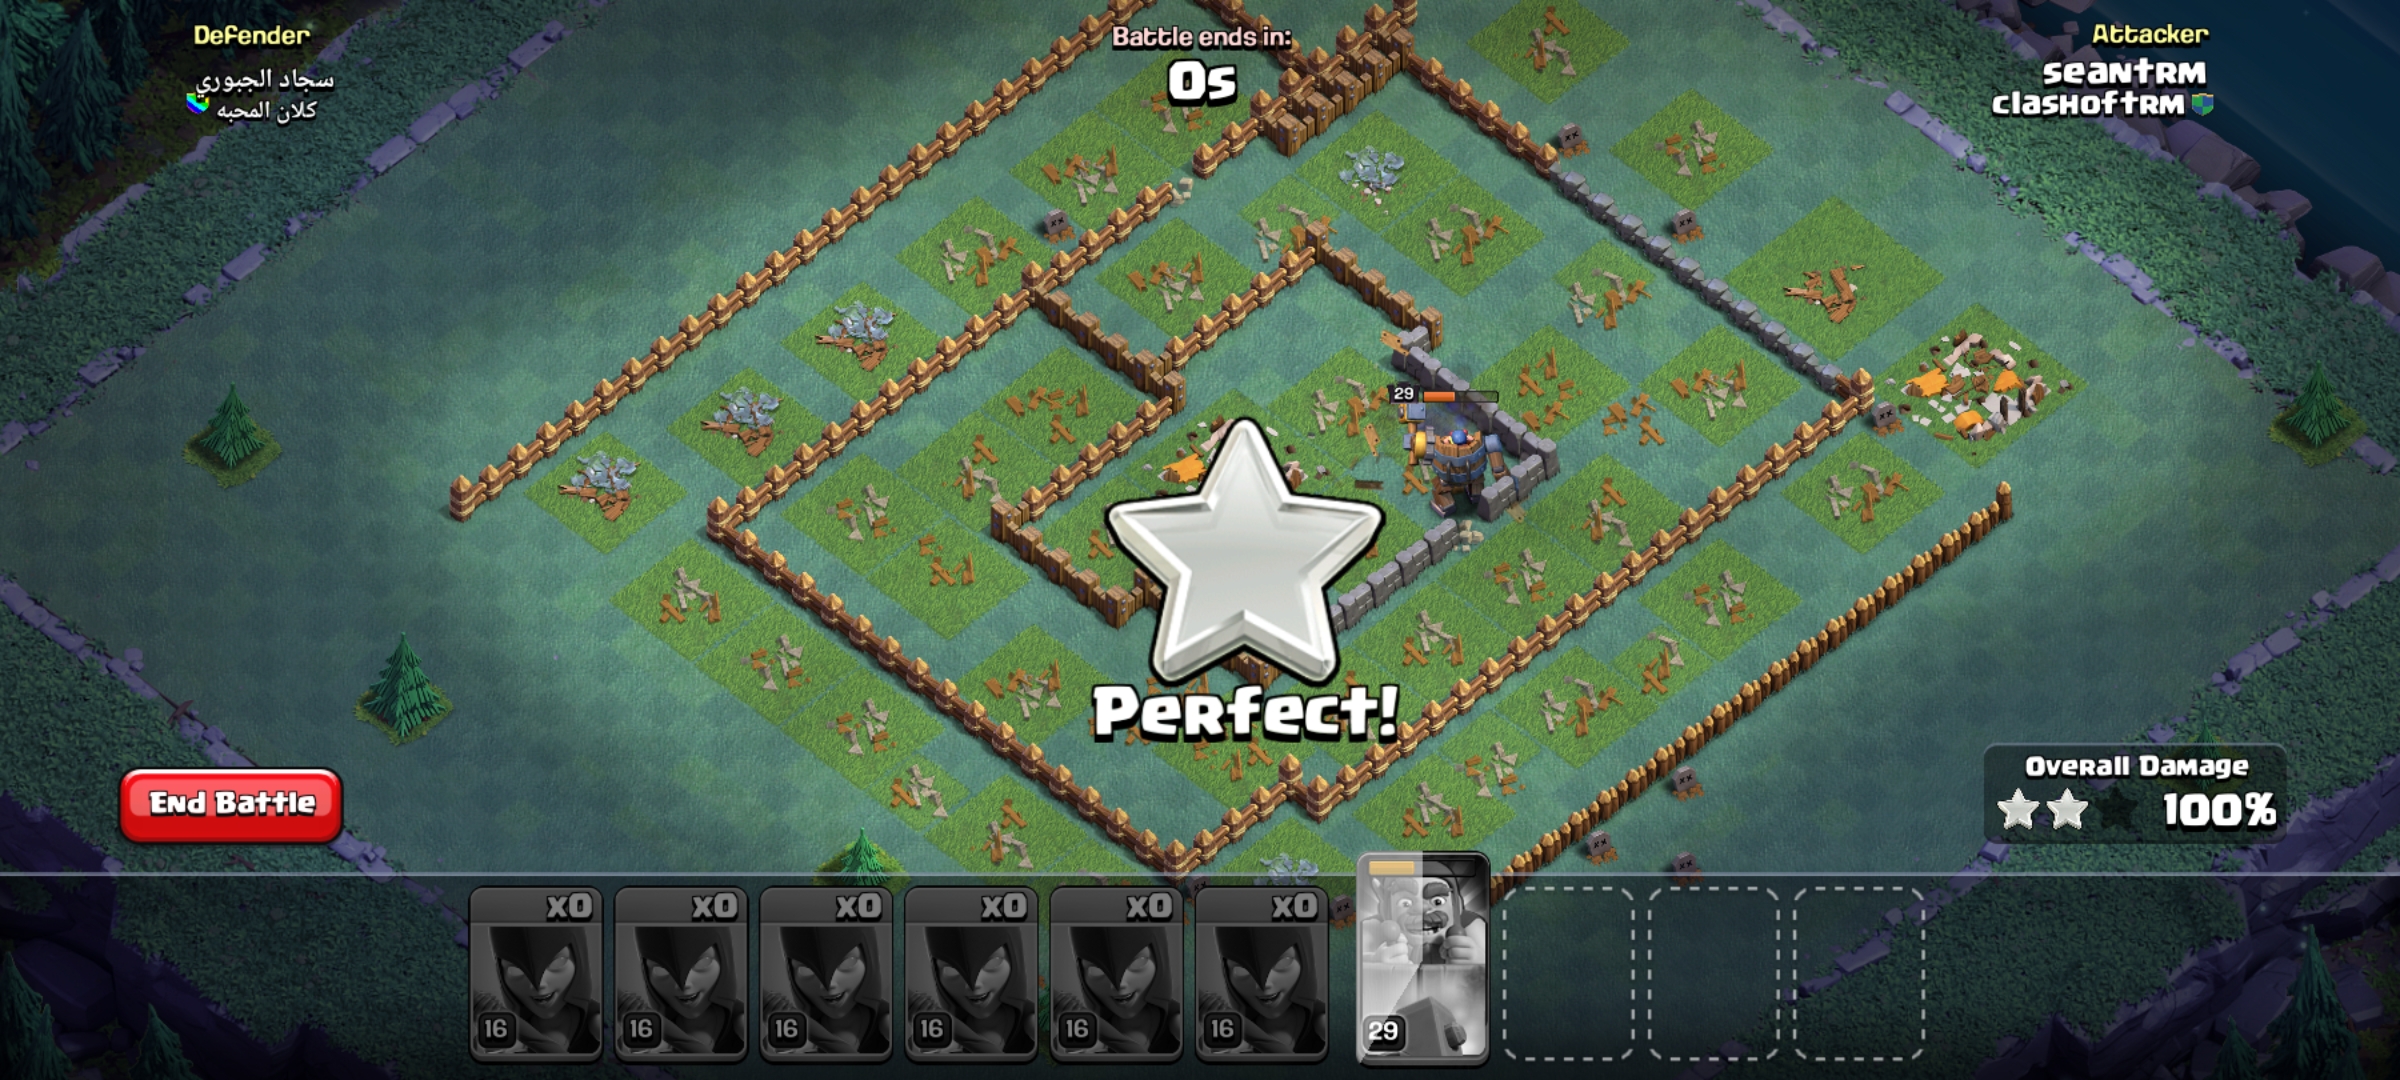 Defender
سجاد الجبوري
كلان المحبه
Battle ends in:
0s
Attacker
seantRM
clashoftRM
29
Perfect!
End Battle
Overall Damage
100%
x0 x0 x0 x0 x0 x0
16 16 16 16 16 16 29